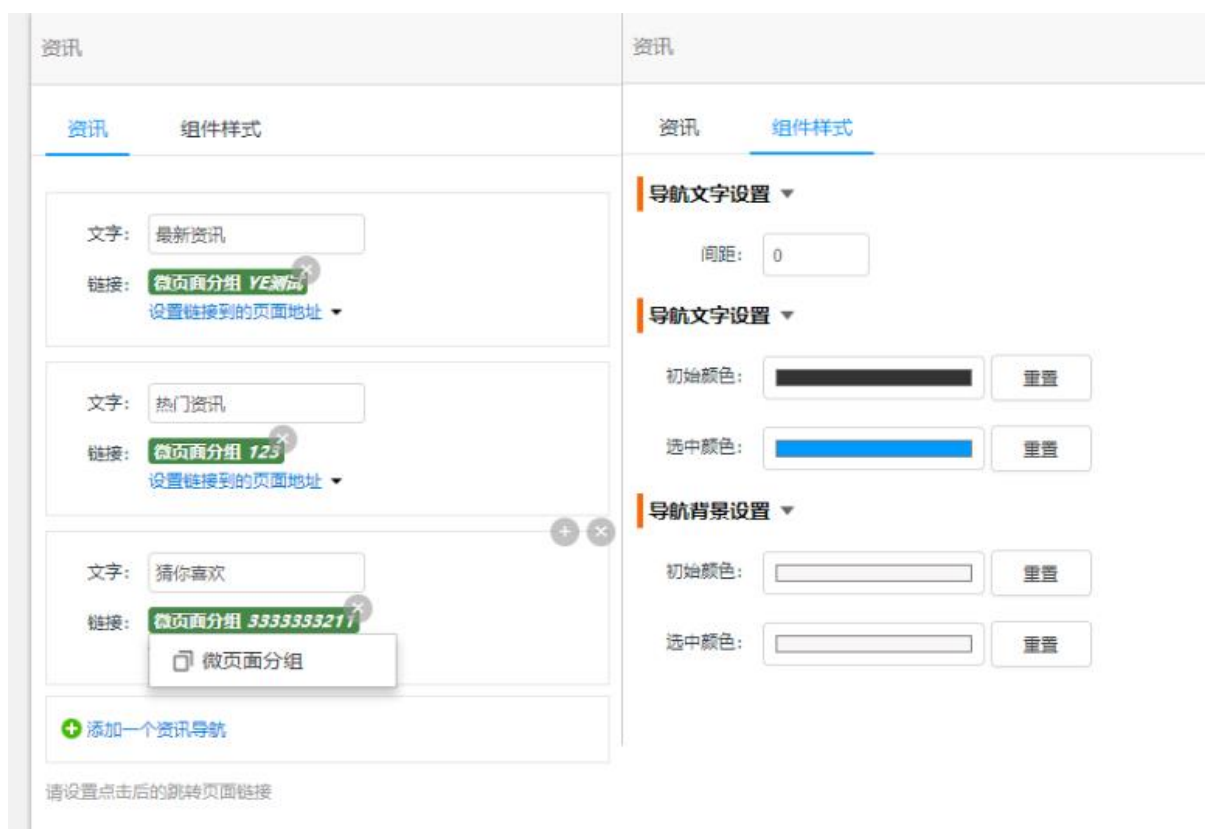 资讯
资讯 组件样式
文字： 最新资讯
链接： 微页面分组 YE测试
设置链接到的页面地址
文字： 热门资讯
链接： 微页面分组 123
设置链接到的页面地址
文字： 猜你喜欢
链接： 微页面分组 3333333211
微页面分组
添加一个资讯导航
请设置点击后的跳转页面链接
资讯
资讯 组件样式
导航文字设置
间距： 0
导航文字设置
初始颜色： 重置
选中颜色： 重置
导航背景设置
初始颜色： 重置
选中颜色： 重置